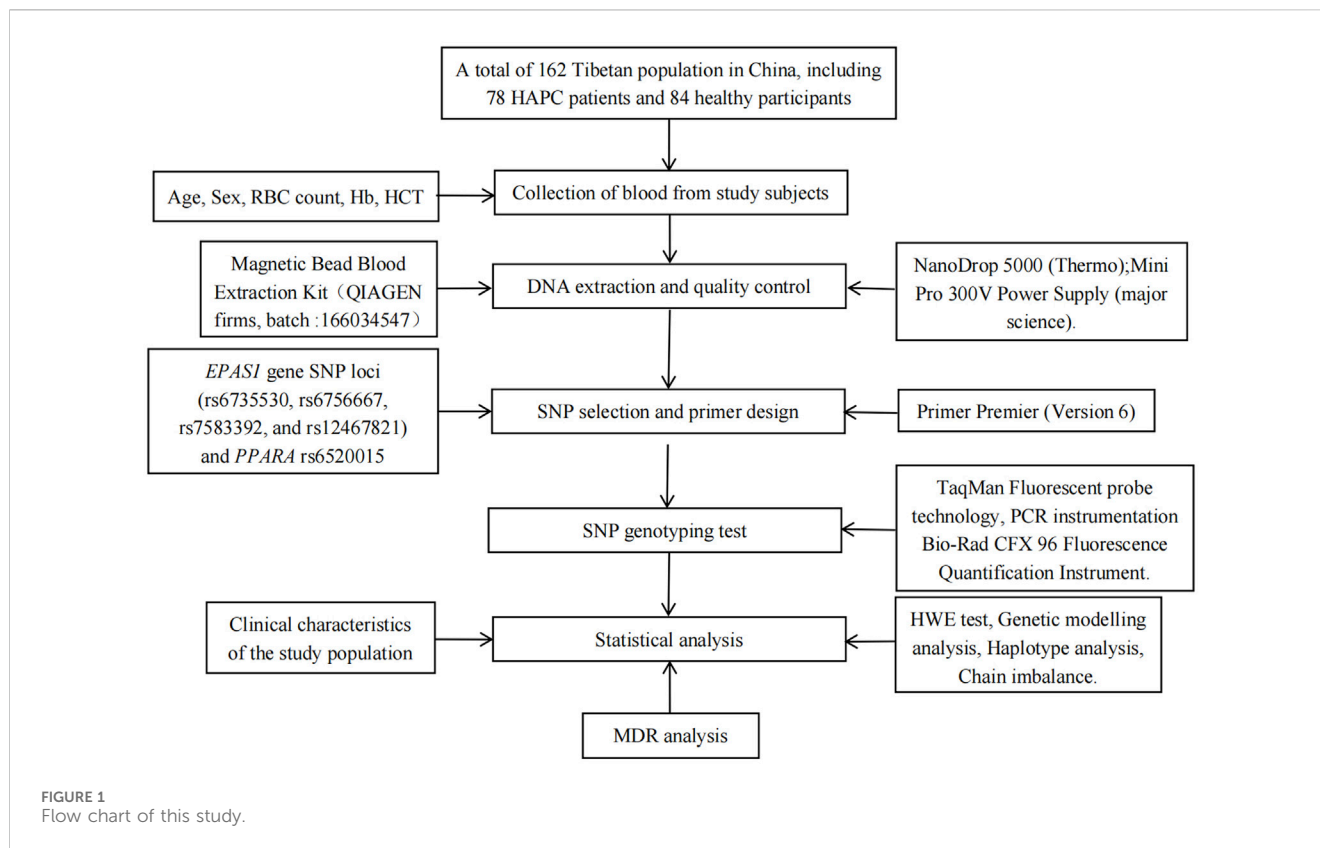 A total of 162 Tibetan population in China, including
78 HAPC patients and 84 healthy participants
Age, Sex, RBC count, Hb, HCT
Collection of blood from study subjects
Magnetic Bead Blood
Extraction Kit（QIAGEN
firms, batch :166034547）
DNA extraction and quality control
NanoDrop 5000 (Thermo);Mini
Pro 300V Power Supply (major
science).
EPASI gene SNP loci
(rs6735530, rs6756667,
rs7583392, and rs12467821)
and PPARA rs6520015
SNP selection and primer design
Primer Premier (Version 6)
SNP genotyping test
TaqMan Fluorescent probe
technology, PCR instrumentation
Bio-Rad CFX 96 Fluorescence
Quantification Instrument.
Clinical characteristics
of the study population
Statistical analysis
HWE test, Genetic modelling
analysis, Haplotype analysis,
Chain imbalance.
MDR analysis
FIGURE 1
Flow chart of this study.